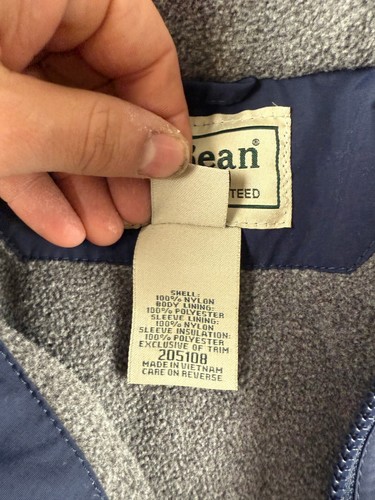 Bean®
TEED
SHELL:
100% NYLON
BODY LINING:
100% POLYESTER
SLEEVE LINING:
100% NYLON
SLEEVE INSULATION:
100% POLYESTER
EXCLUSIVE OF TRIM
205108
MADE IN VIETNAM
CARE ON REVERSE